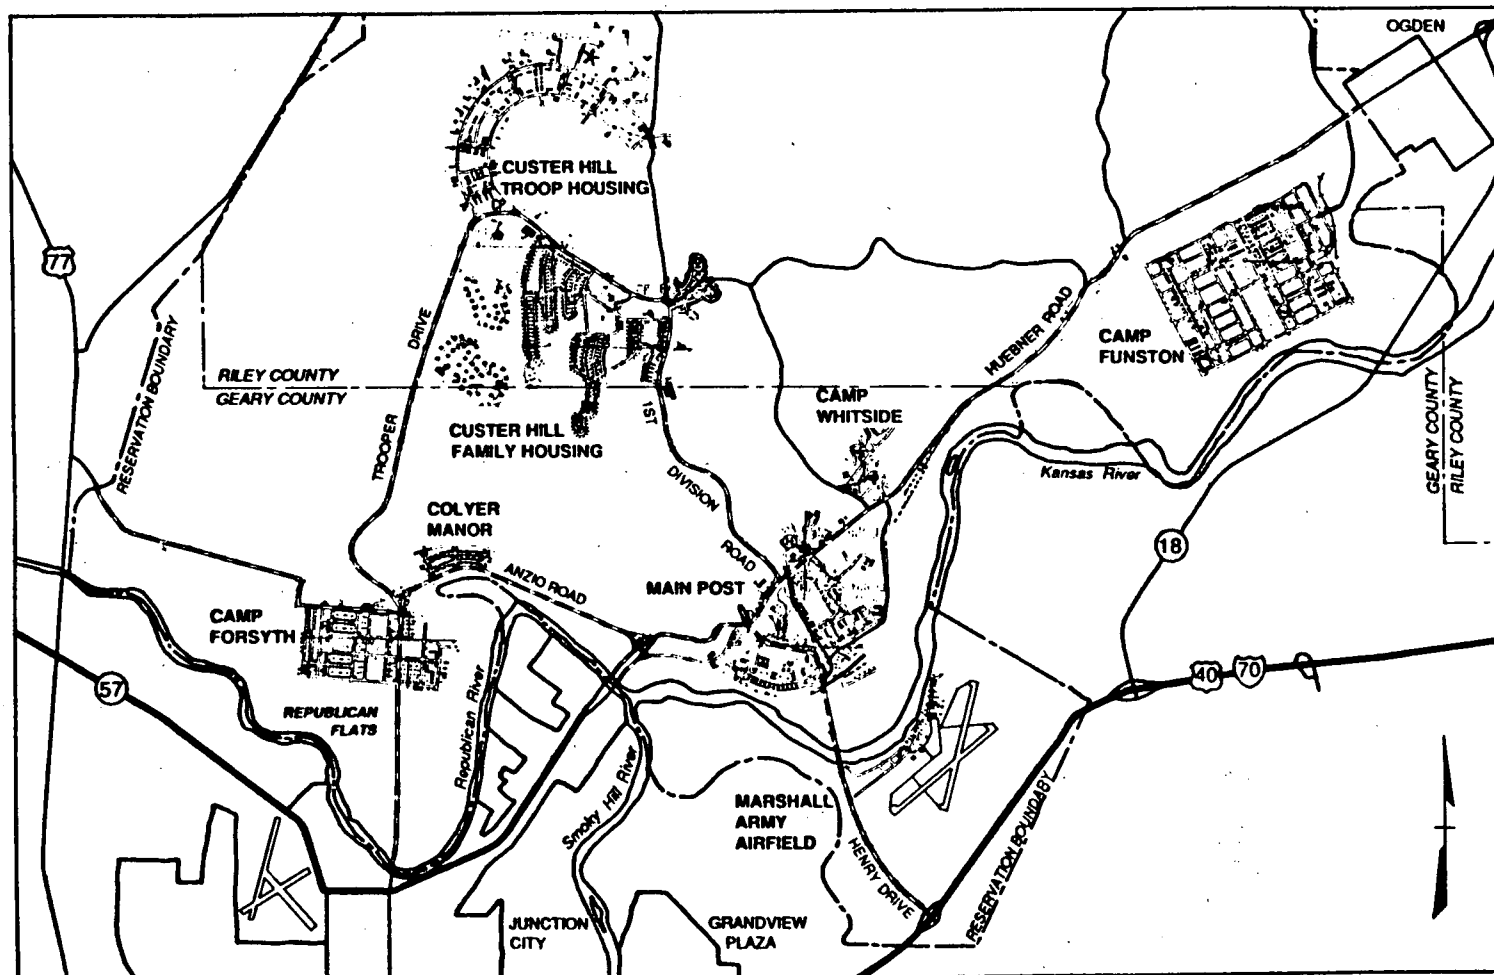 OGDEN
CUSTER HILL
TROOP HOUSING
77
DRIVE
TROOPER
RESERVATION BOUNDARY
RILEY COUNTY
GEARY COUNTY
CUSTER HILL
FAMILY HOUSING
1ST
DIVISION
ROAD
HUEBNER ROAD
CAMP
FUNSTON
CAMP
WHITSIDE
GEARY COUNTY
RILEY COUNTY
Kansas River
18
COLYER
MANOR
ANZIO ROAD
MAIN POST
CAMP
FORSYTH
57
REPUBLICAN
FLATS
Republican River
Smoky Hill River
40
70
MARSHALL
ARMY
AIRFIELD
HENRY DRIVE
RESERVATION BOUNDARY
JUNCTION
CITY
GRANDVIEW
PLAZA